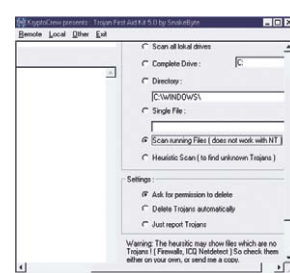 KryptoCrew presents : Trojan First Aid Kit 5.0 by SnakeByte
Remote Local Other Exit
Scan all lokal drives
Complete Drive :
C:
Directory :
C:\WINDOWS\
Single File :
Scan running Files ( does not work with NT )
Heuristic Scan ( to find unknown Trojans )
Settings:
Ask for permission to delete
Delete Trojans automatically
Just report Trojans
Warning: The heuristic may show files which are no
Trojans ! ( Firewalls, ICQ Netdetect ) So check them
either on your own, or send me a copy.